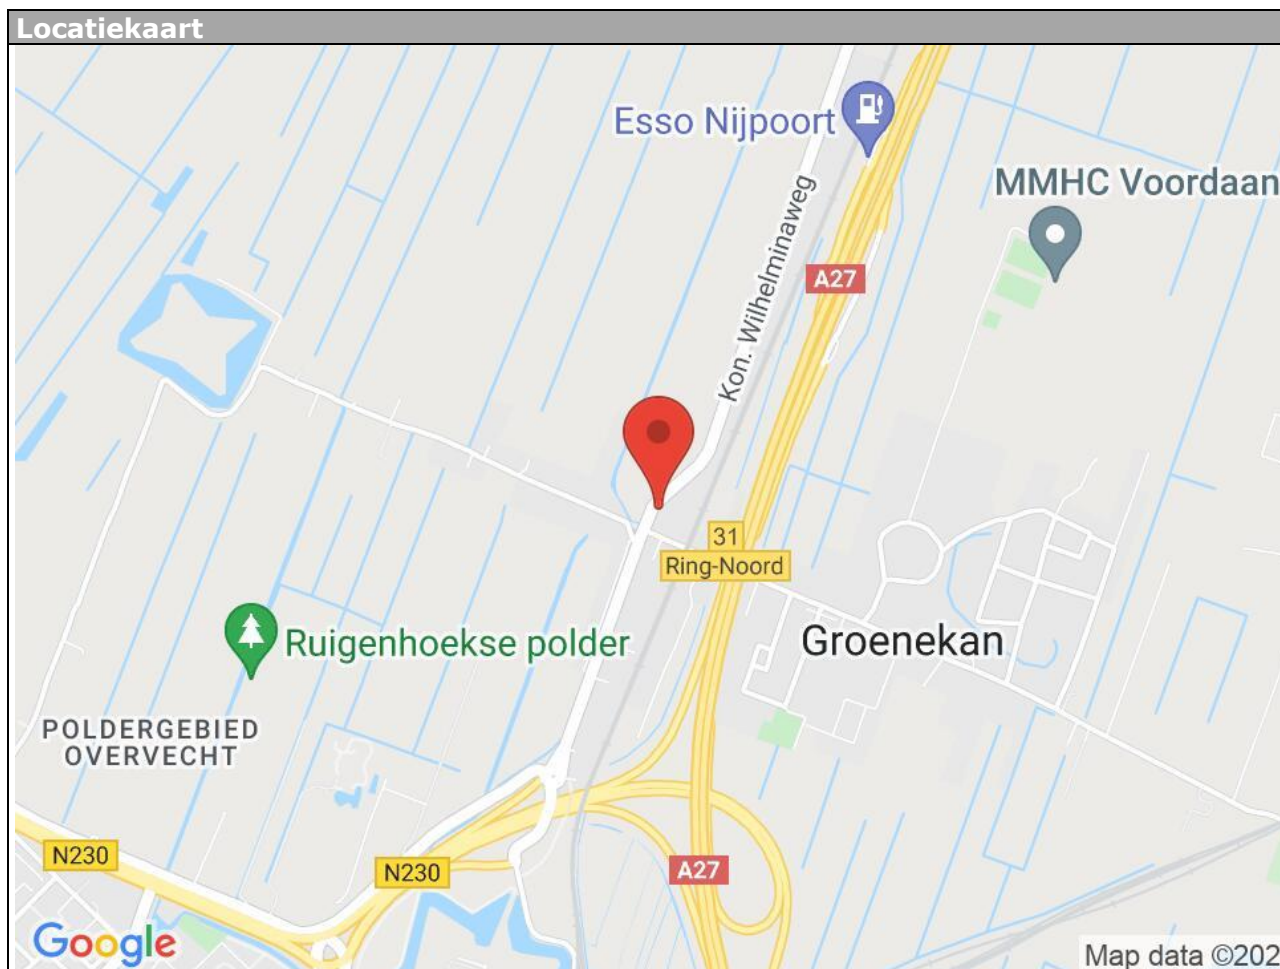 Locatiekaart
Esso Nijpoort
MMHC Voordaan
Kon. Wilhelminaweg
A27
31
Ring-Noord
Groenekan
Ruigenhoekse polder
POLDERGEBIED
OVERVECHT
N230
N230
A27
Google
Map data ©202